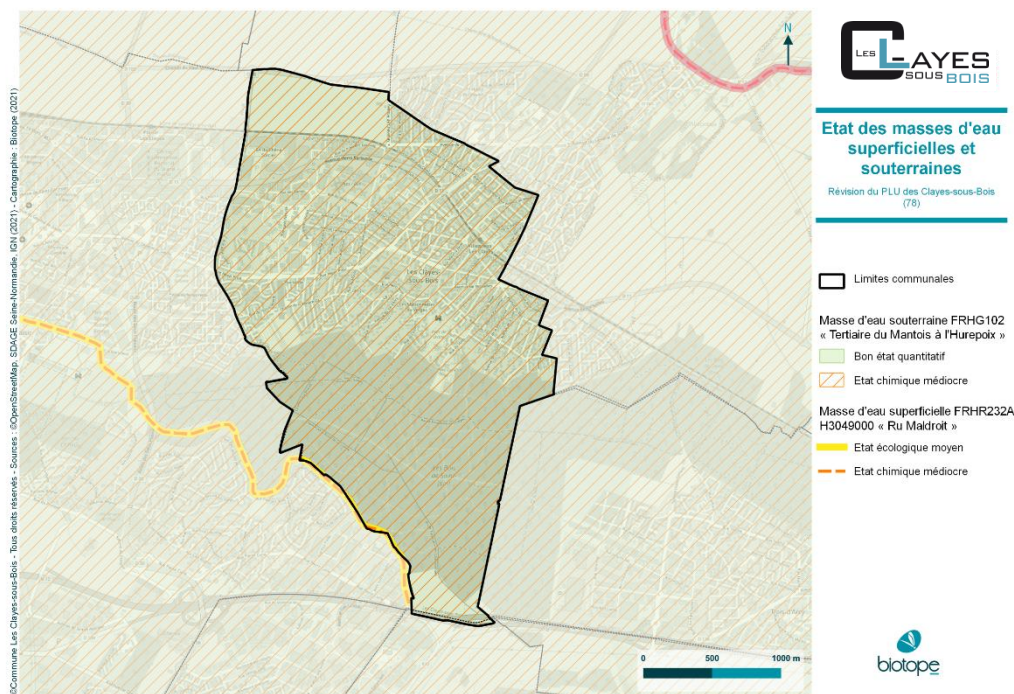 LES
CLAYES
SOUS
BOIS
Etat des masses d'eau
superficielles et
souterraines
Révision du PLU des Clayes-sous-Bois
(78)
Limites communales
Masse d'eau souterraine FRHG102
« Tertiaire du Mantois à l'Hurepoix »
Bon état quantitatif
Etat chimique médiocre
Masse d'eau superficielle FRHR232A
H3049000 « Ru Maldroit »
Etat écologique moyen
Etat chimique médiocre
biotope
N
Les Clayes-
sous-Bois
0 500 1000 m
©Commune Les Clayes-sous-Bois - Tous droits réservés - Sources : ©OpenStreetMap, SDAGE Seine-Normandie, IGN (2021) - Cartographie : Biotope (2021)